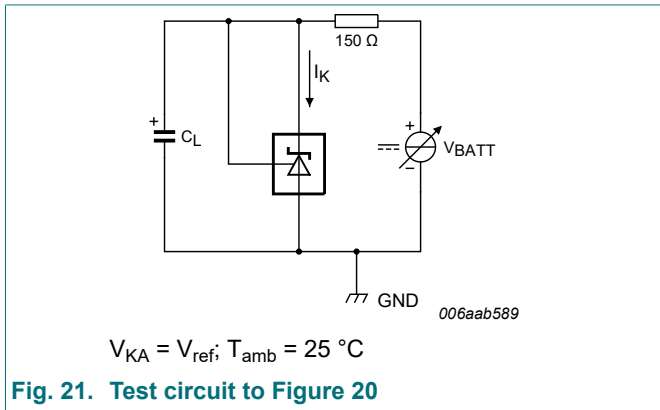 150 Ω
I_K
+
C_L
+
V_BATT
−
GND
006aab589
V_KA = V_ref; T_amb = 25 °C
Fig. 21. Test circuit to Figure 20